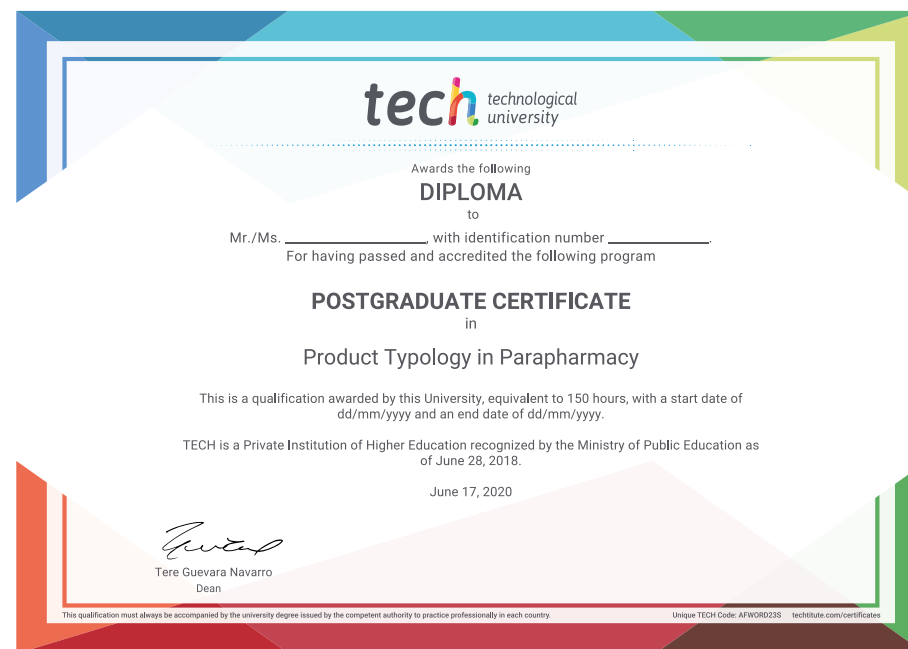 tech technological
university
Awards the following
DIPLOMA
to
Mr./Ms. ____________________, with identification number ______________.
For having passed and accredited the following program
POSTGRADUATE CERTIFICATE
in
Product Typology in Parapharmacy
This is a qualification awarded by this University, equivalent to 150 hours, with a start date of
dd/mm/yyyy and an end date of dd/mm/yyyy.
TECH is a Private Institution of Higher Education recognized by the Ministry of Public Education as
of June 28, 2018.
June 17, 2020
Tere Guevara Navarro
Dean
This qualification must always be accompanied by the university degree issued by the competent authority to practice professionally in each country. Unique TECH Code: AFWORD23S techtitute.com/certificates